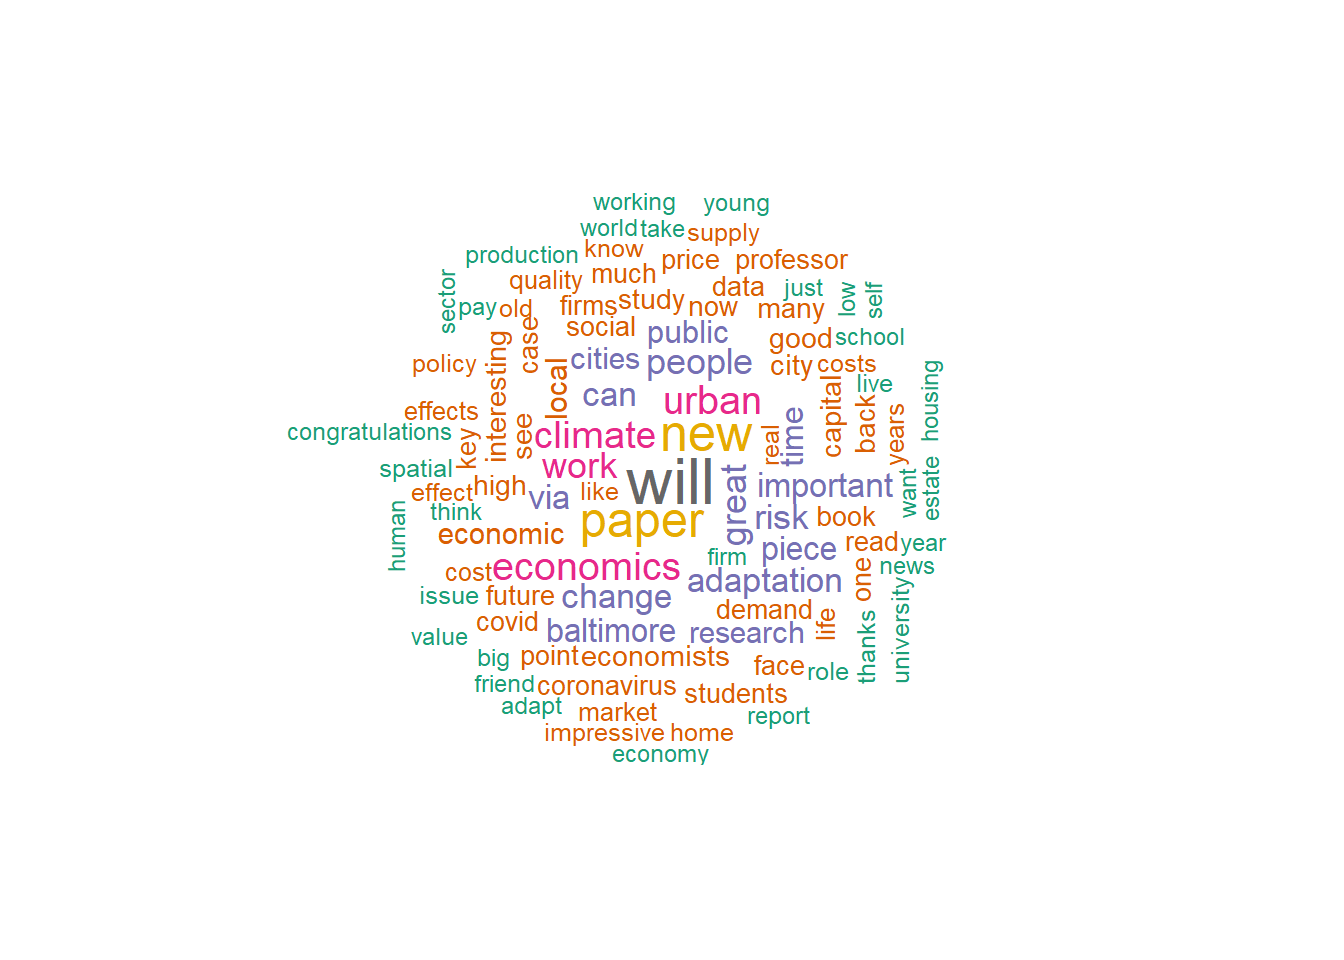 working young
world take supply
production know
price professor
quality much
sector pay old firms study now data many just low self
social public good school
policy interesting case local cities people city costs
can live housing
effects urban capital back years
congratulations key see climate new real time
spatial work
effect high via like will great important want estate
human think economic paper risk book
firm piece read year
cost economics news
issue future change adaptation one university
covid baltimore research demand life thanks
value
big point economists face role
friend coronavirus students
adapt market report
impressive home
economy